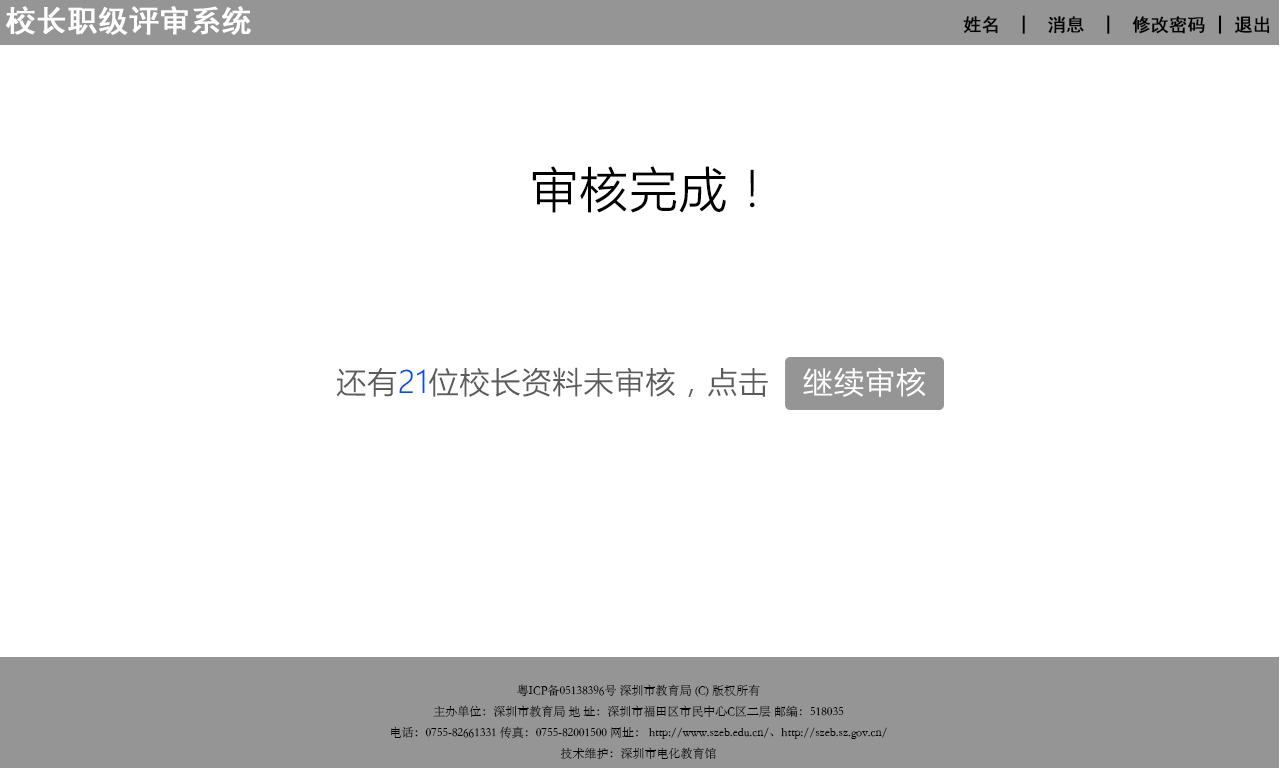 校长职级评审系统
姓名 | 消息 | 修改密码 | 退出
审核完成！
还有21位校长资料未审核，点击 继续审核
粤ICP备05138396号 深圳市教育局 (C) 版权所有
主办单位：深圳市教育局 地 址：深圳市福田区市民中心C区二层 邮编：518035
电话：0755-82661331 传真：0755-82001500 网址： http://www.szeb.edu.cn/、http://szeb.sz.gov.cn/
技术维护：深圳市电化教育馆